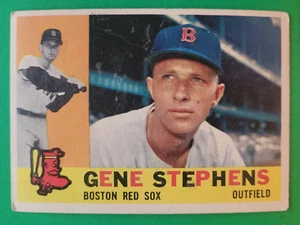 B
GENE STEPHENS
BOSTON RED SOX OUTFIELD